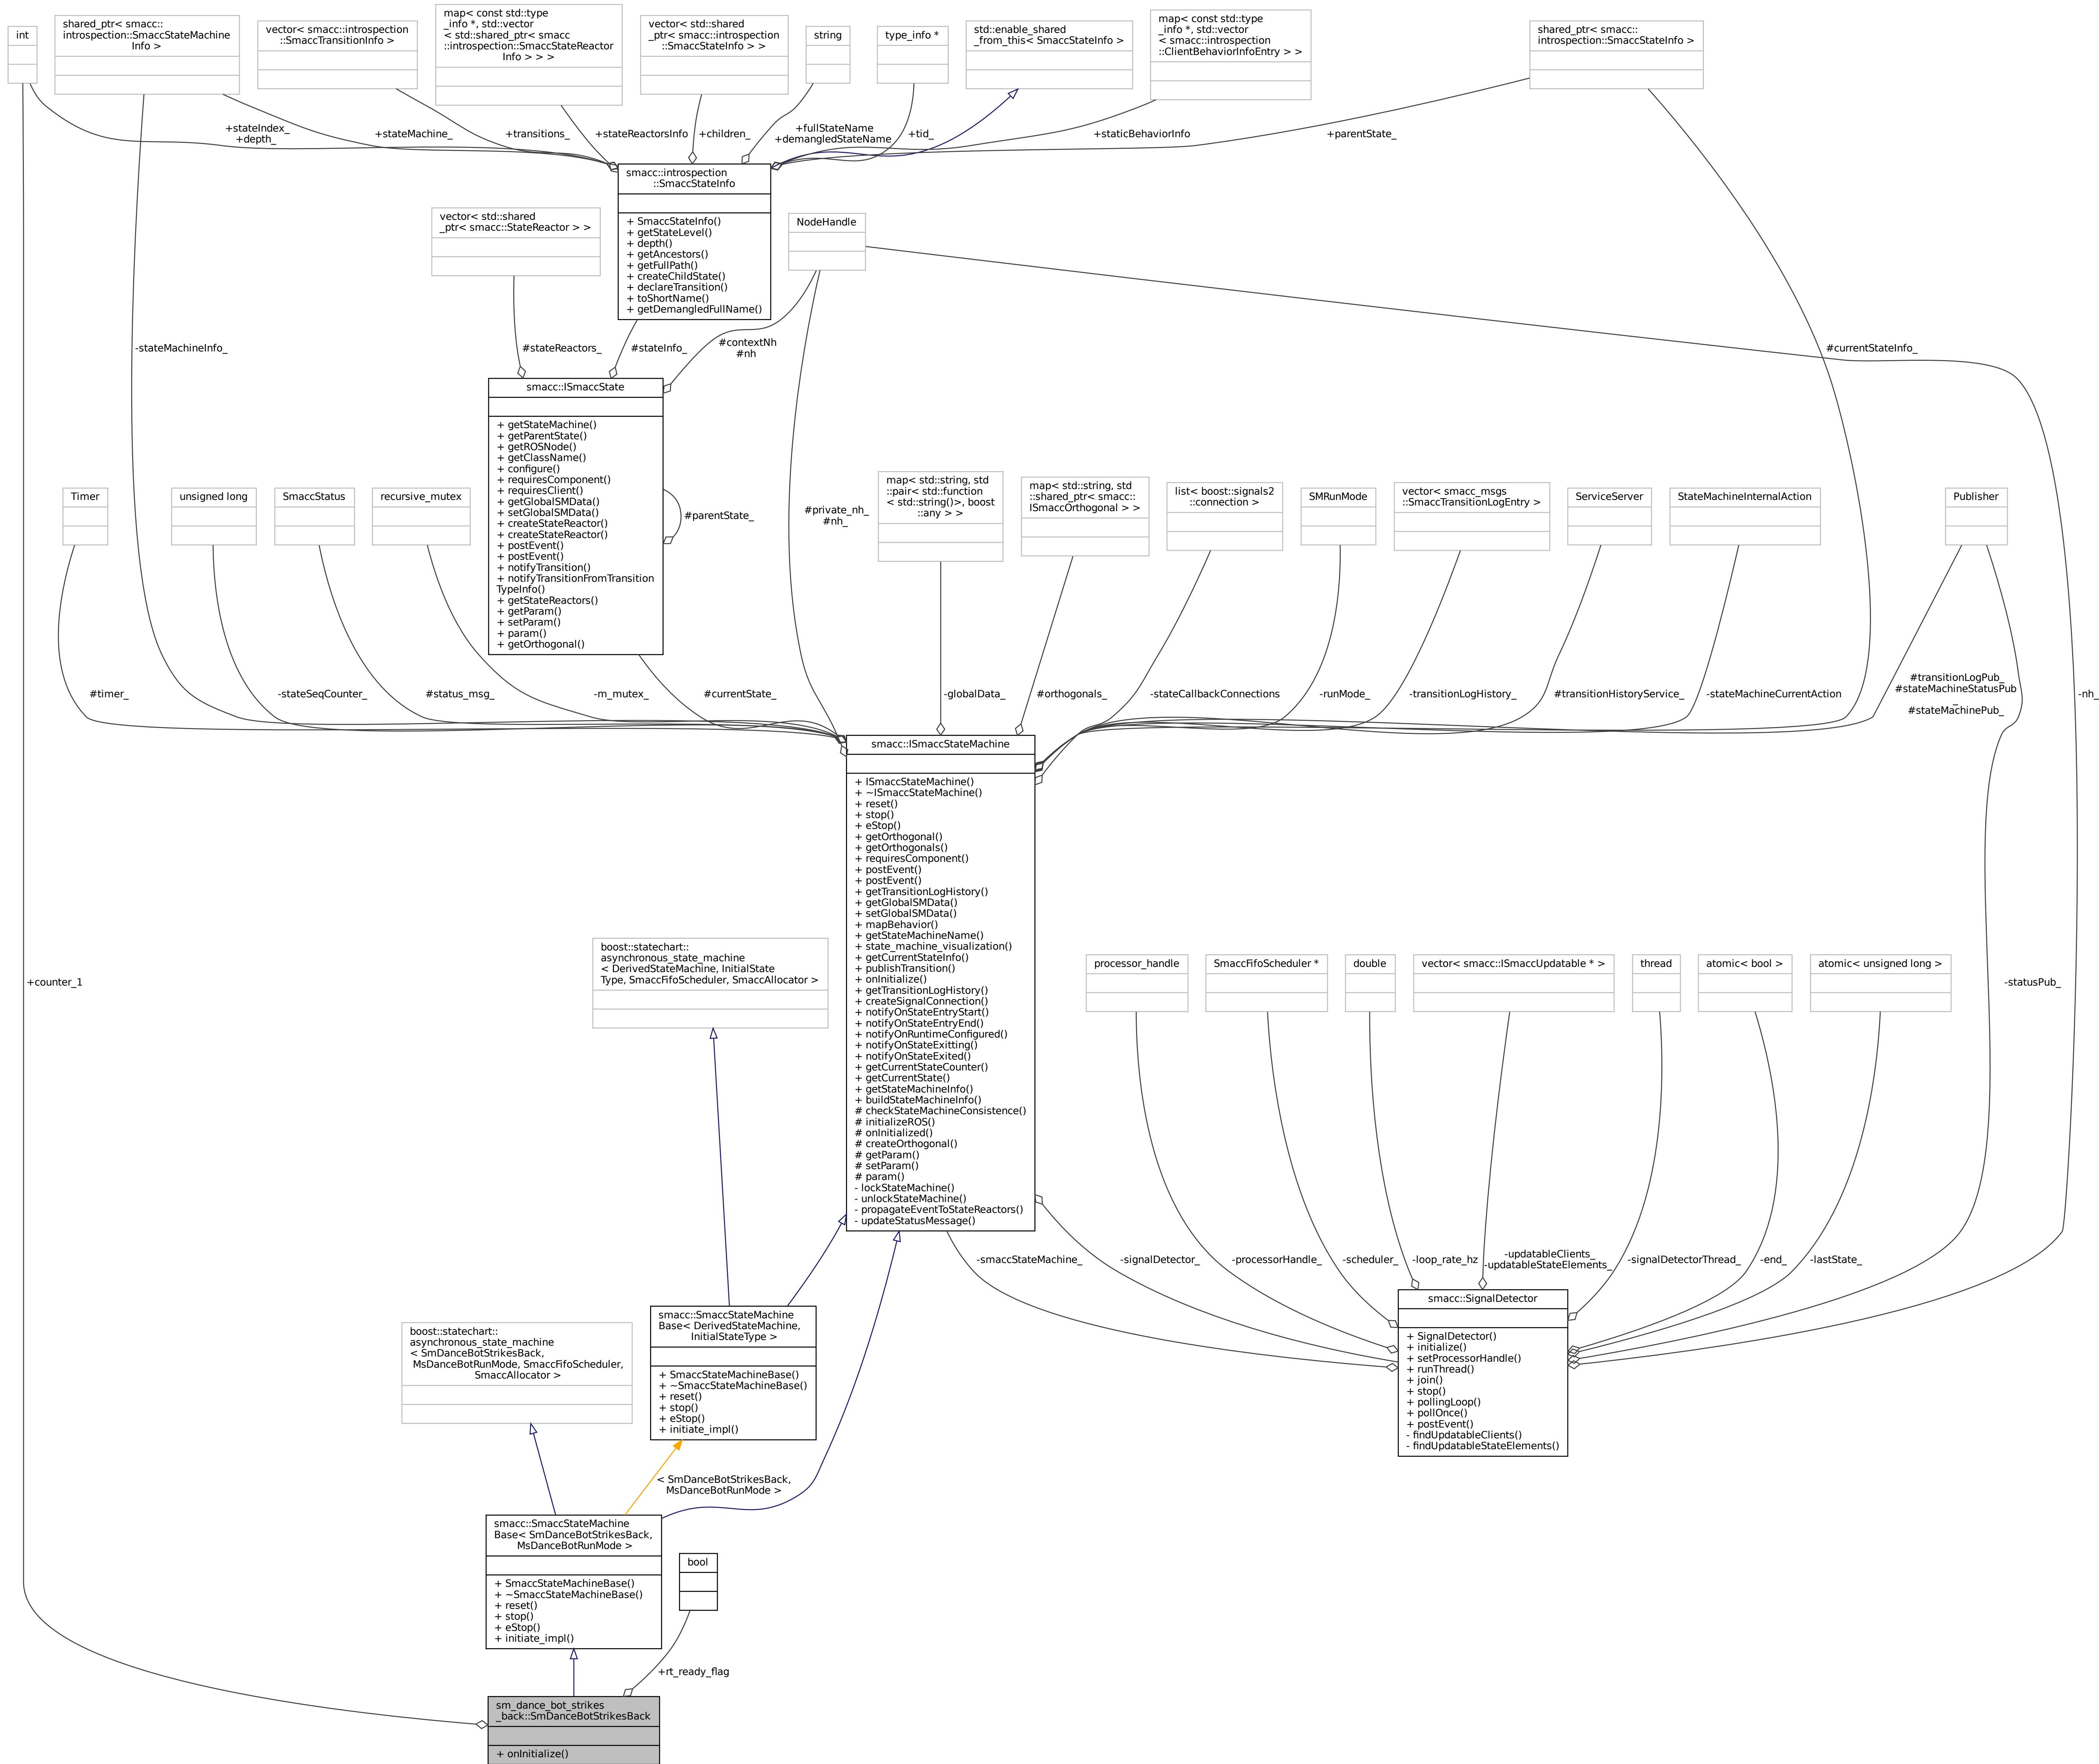 int
shared_ptr< smacc::
introspection::SmaccStateMachine
Info >
vector< smacc::introspection
::SmaccTransitionInfo >
map< const std::type
_info *, std::vector
< std::shared_ptr< smacc
::introspection::SmaccStateReactor
Info > > >
vector< std::shared
_ptr< smacc::introspection
::SmaccStateInfo > >
string
type_info *
std::enable_shared
_from_this< SmaccStateInfo >
map< const std::type
_info *, std::vector
< smacc::introspection
::ClientBehaviorInfoEntry > >
shared_ptr< smacc::
introspection::SmaccStateInfo >
+stateIndex_
+depth_
+stateMachine_
+transitions_
+stateReactorsInfo
+children_
+fullStateName
+demangledStateName
+tid_
+staticBehaviorInfo
+parentState_
smacc::introspection
::SmaccStateInfo
+ SmaccStateInfo()
+ getStateLevel()
+ depth()
+ getAncestors()
+ getFullPath()
+ createChildState()
+ declareTransition()
+ toShortName()
+ getDemangledFullName()
vector< std::shared
_ptr< smacc::StateReactor > >
NodeHandle
-stateMachineInfo_
#stateReactors_
#stateInfo_
#contextNh
#nh
#currentStateInfo_
smacc::ISmaccState
+ getStateMachine()
+ getParentState()
+ getROSNode()
+ getClassName()
+ configure()
+ requiresComponent()
+ requiresClient()
+ getGlobalSMData()
+ setGlobalSMData()
+ createStateReactor()
+ createStateReactor()
+ postEvent()
+ postEvent()
+ notifyTransition()
+ notifyTransitionFromTransition
TypeInfo()
+ getStateReactors()
+ getParam()
+ setParam()
+ param()
+ getOrthogonal()
#parentState_
#private_nh_
#nh_
Timer
unsigned long
SmaccStatus
recursive_mutex
map< std::string, std
::pair< std::function
< std::string()>, boost
::any > >
map< std::string, std
::shared_ptr< smacc::
ISmaccOrthogonal > >
list< boost::signals2
::connection >
SMRunMode
vector< smacc_msgs
::SmaccTransitionLogEntry >
ServiceServer
StateMachineInternalAction
Publisher
#timer_
-stateSeqCounter_
#status_msg_
-m_mutex_
#currentState_
-globalData_
#orthogonals_
-stateCallbackConnections
-runMode_
-transitionLogHistory_
#transitionHistoryService_
-stateMachineCurrentAction
#transitionLogPub_
#stateMachineStatusPub
_
#stateMachinePub_
-nh_
smacc::ISmaccStateMachine
+ ISmaccStateMachine()
+ ~ISmaccStateMachine()
+ reset()
+ stop()
+ eStop()
+ getOrthogonal()
+ getOrthogonals()
+ requiresComponent()
+ postEvent()
+ postEvent()
+ getTransitionLogHistory()
+ getGlobalSMData()
+ setGlobalSMData()
+ mapBehavior()
+ getStateMachineName()
+ state_machine_visualization()
+ getCurrentStateInfo()
+ publishTransition()
+ onInitialize()
+ getTransitionLogHistory()
+ createSignalConnection()
+ notifyOnStateEntryStart()
+ notifyOnStateEntryEnd()
+ notifyOnRuntimeConfigured()
+ notifyOnStateExitting()
+ notifyOnStateExited()
+ getCurrentStateCounter()
+ getCurrentState()
+ getStateMachineInfo()
+ buildStateMachineInfo()
# checkStateMachineConsistence()
# initializeROS()
# onInitialized()
# createOrthogonal()
# getParam()
# setParam()
# param()
- lockStateMachine()
- unlockStateMachine()
- propagateEventToStateReactors()
- updateStatusMessage()
+counter_1
boost::statechart::
asynchronous_state_machine
< DerivedStateMachine, InitialState
Type, SmaccFifoScheduler, SmaccAllocator >
processor_handle
SmaccFifoScheduler *
double
vector< smacc::ISmaccUpdatable * >
thread
atomic< bool >
atomic< unsigned long >
-statusPub_
-smaccStateMachine_
-signalDetector_
-processorHandle_
-scheduler_
-loop_rate_hz
-updatableClients_
-updatableStateElements_
-signalDetectorThread_
-end_
-lastState_
smacc::SignalDetector
+ SignalDetector()
+ initialize()
+ setProcessorHandle()
+ runThread()
+ join()
+ stop()
+ pollingLoop()
+ pollOnce()
+ postEvent()
- findUpdatableClients()
- findUpdatableStateElements()
smacc::SmaccStateMachine
Base< DerivedStateMachine,
InitialStateType >
+ SmaccStateMachineBase()
+ ~SmaccStateMachineBase()
+ reset()
+ stop()
+ eStop()
+ initiate_impl()
boost::statechart::
asynchronous_state_machine
< SmDanceBotStrikesBack,
MsDanceBotRunMode, SmaccFifoScheduler,
SmaccAllocator >
< SmDanceBotStrikesBack,
MsDanceBotRunMode >
smacc::SmaccStateMachine
Base< SmDanceBotStrikesBack,
MsDanceBotRunMode >
+ SmaccStateMachineBase()
+ ~SmaccStateMachineBase()
+ reset()
+ stop()
+ eStop()
+ initiate_impl()
bool
+rt_ready_flag
sm_dance_bot_strikes
_back::SmDanceBotStrikesBack
+ onInitialize()